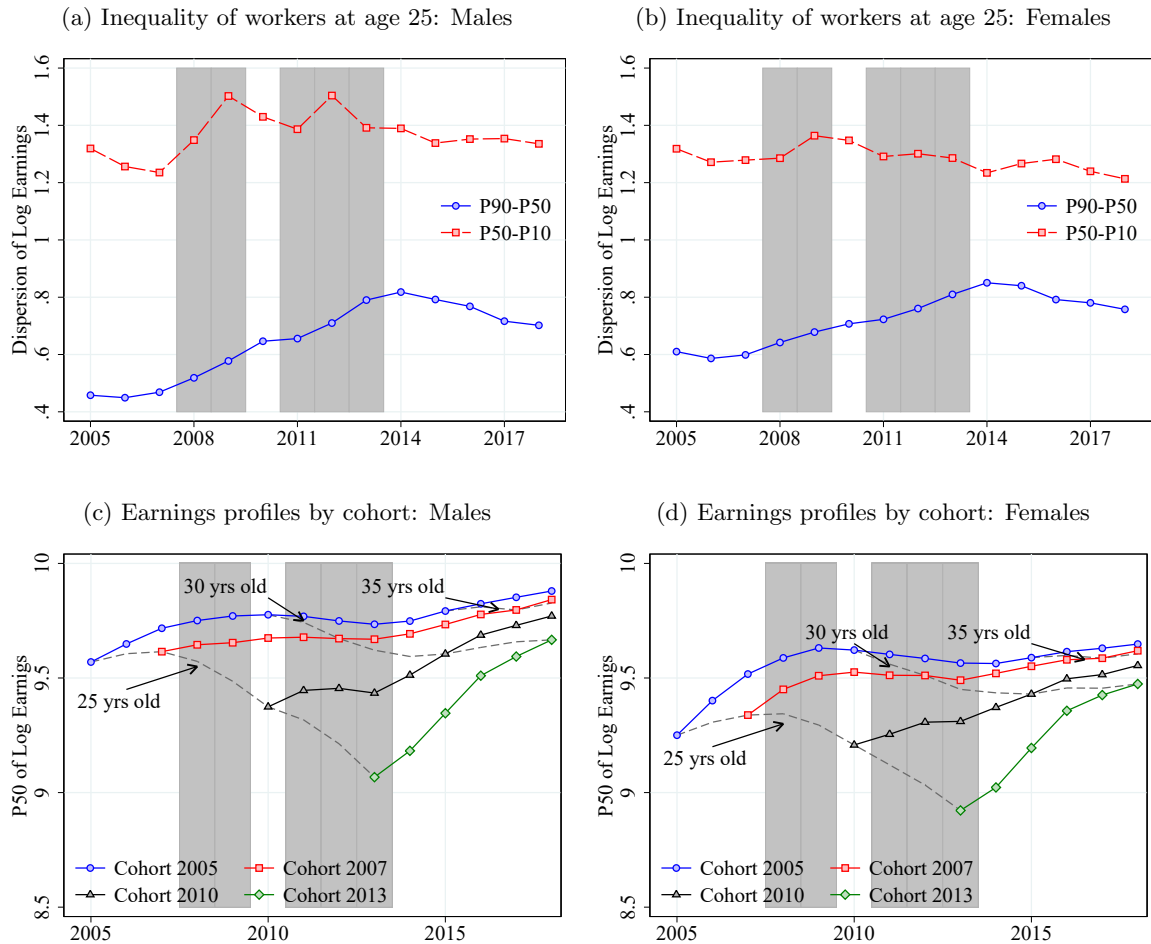 (a) Inequality of workers at age 25: Males
Dispersion of Log Earnings
1.6
1.4
1.2
1
.8
.6
.4
P90-P50
P50-P10
2005 2008 2011 2014 2017
(b) Inequality of workers at age 25: Females
Dispersion of Log Earnings
1.6
1.4
1.2
1
.8
.6
.4
P90-P50
P50-P10
2005 2008 2011 2014 2017
(c) Earnings profiles by cohort: Males
P50 of Log Earnings
10
9.5
9
8.5
30 yrs old
35 yrs old
25 yrs old
Cohort 2005 Cohort 2007
Cohort 2010 Cohort 2013
2005 2010 2015
(d) Earnings profiles by cohort: Females
P50 of Log Earnings
10
9.5
9
8.5
30 yrs old
35 yrs old
25 yrs old
Cohort 2005 Cohort 2007
Cohort 2010 Cohort 2013
2005 2010 2015